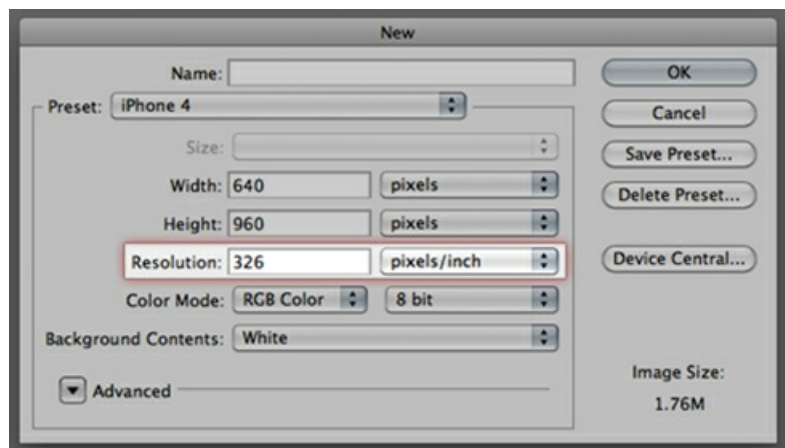 New
Name:
OK
Preset: iPhone 4
Cancel
Size:
Save Preset...
Width: 640 pixels
Delete Preset...
Height: 960 pixels
Resolution: 326 pixels/inch
Device Central...
Color Mode: RGB Color 8 bit
Background Contents: White
Advanced
Image Size:
1.76M